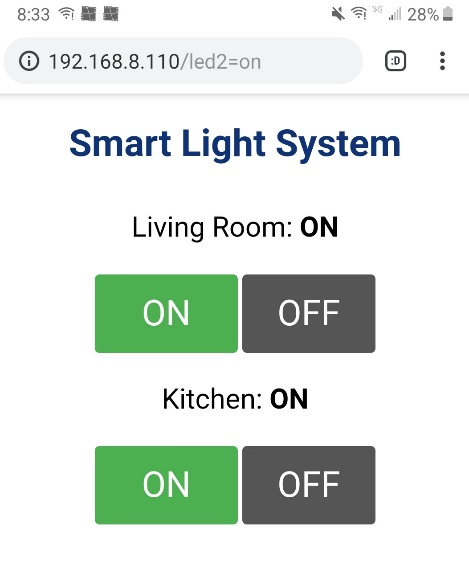 8:33 3G 28%
192.168.8.110/led2=on :D
Smart Light System
Living Room: ON
ON OFF
Kitchen: ON
ON OFF